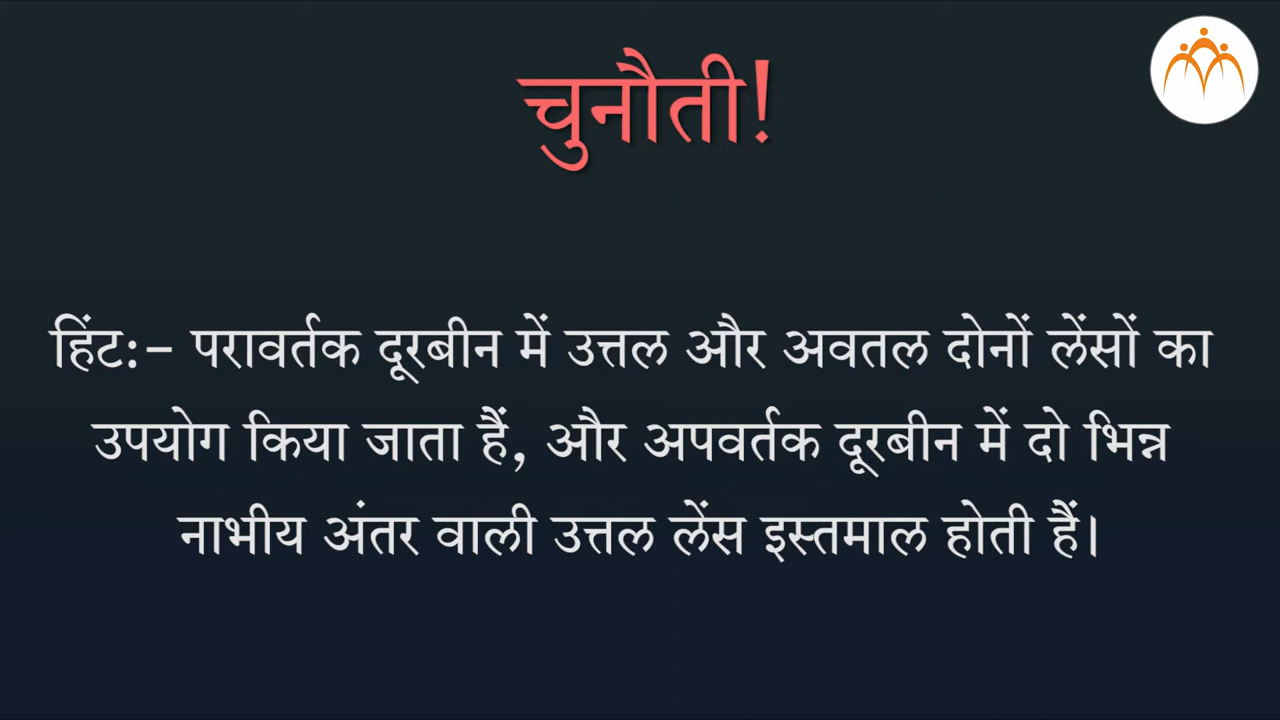 चुनौती!
हिंट:- परावर्तक दूरबीन में उत्तल और अवतल दोनों लेंसों का
उपयोग किया जाता हैं, और अपवर्तक दूरबीन में दो भिन्न
नाभीय अंतर वाली उत्तल लेंस इस्तमाल होती हैं।